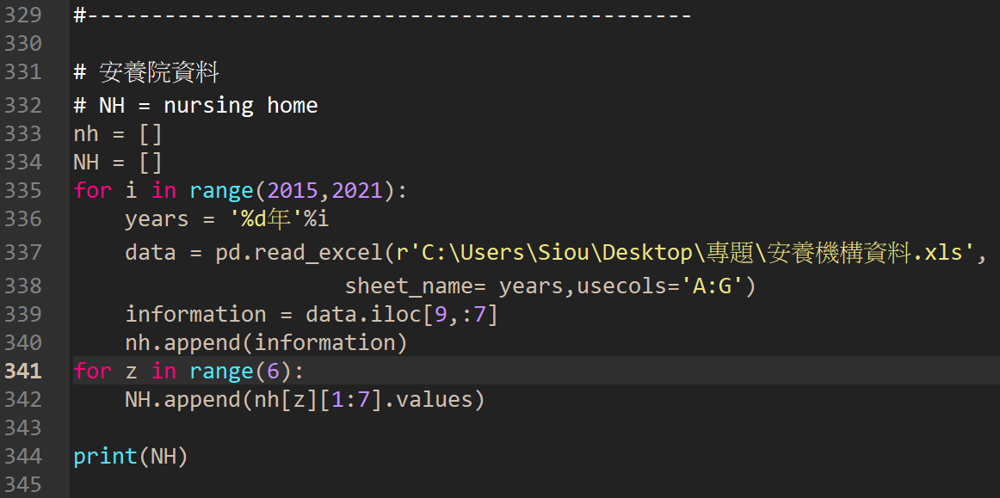 329 #-----------------------------------------------
330
331 # 安養院資料
332 # NH = nursing home
333 nh = []
334 NH = []
335 for i in range(2015,2021):
336     years = '%d年'%i
337     data = pd.read_excel(r'C:\Users\Siou\Desktop\專題\安養機構資料.xls',
338                      sheet_name= years,usecols='A:G')
339     information = data.iloc[9,:7]
340     nh.append(information)
341 for z in range(6):
342     NH.append(nh[z][1:7].values)
343
344 print(NH)
345